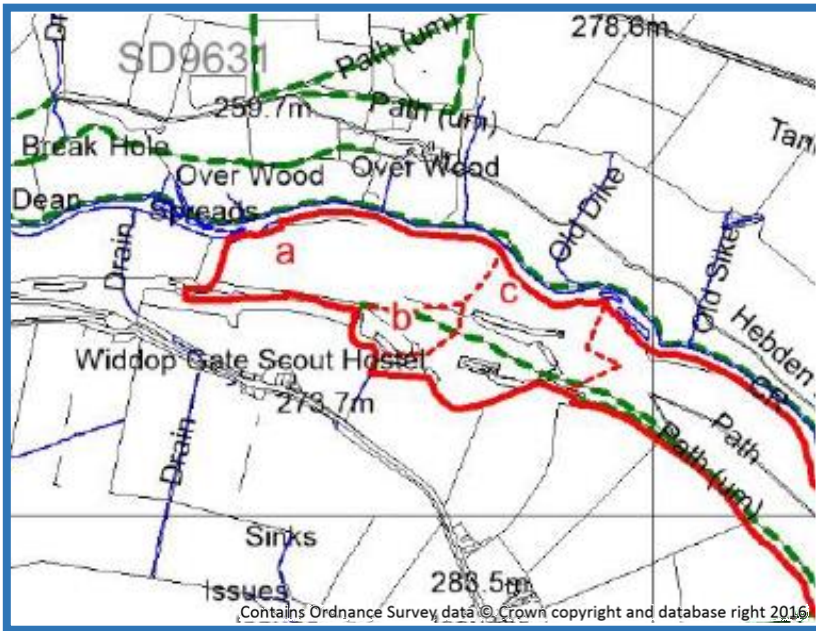 278.6m
SD9631
Path (um)
259.7m
Path (um)
Break Hole
Over Wood
Over Wood
Dean
Spreads
Drain
a
Old Dike
c
b
Old Sike
Hebden
Widdop Gate Scout Hostel
273.7m
CR
Path
Path (um)
Drain
Sinks
Issues
283.5m
Contains Ordnance Survey data © Crown copyright and database right 2016